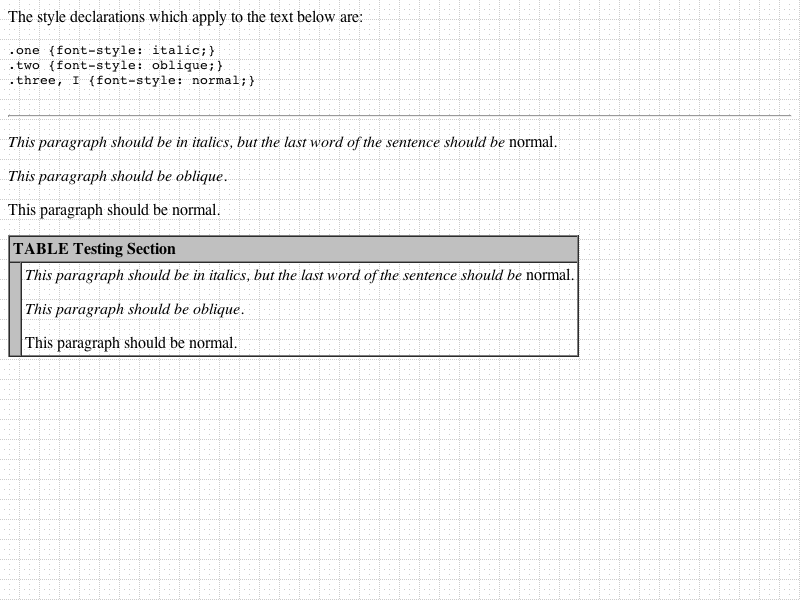 The style declarations which apply to the text below are:
.one {font-style: italic;}
.two {font-style: oblique;}
.three, I {font-style: normal;}
This paragraph should be in italics, but the last word of the sentence should be normal.
This paragraph should be oblique.
This paragraph should be normal.
TABLE Testing Section
This paragraph should be in italics, but the last word of the sentence should be normal.
This paragraph should be oblique.
This paragraph should be normal.